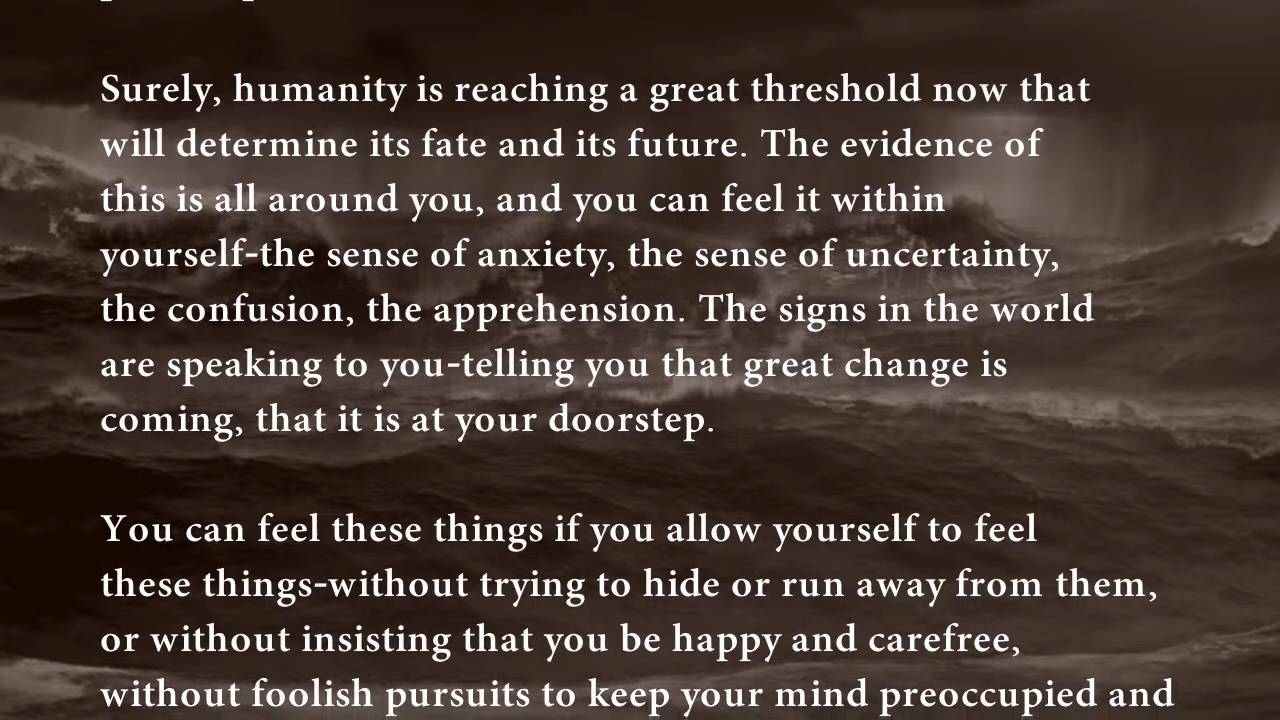 Surely, humanity is reaching a great threshold now that
will determine its fate and its future. The evidence of
this is all around you, and you can feel it within
yourself-the sense of anxiety, the sense of uncertainty,
the confusion, the apprehension. The signs in the world
are speaking to you-telling you that great change is
coming, that it is at your doorstep.
You can feel these things if you allow yourself to feel
these things-without trying to hide or run away from them,
or without insisting that you be happy and carefree,
without foolish pursuits to keep your mind preoccupied and